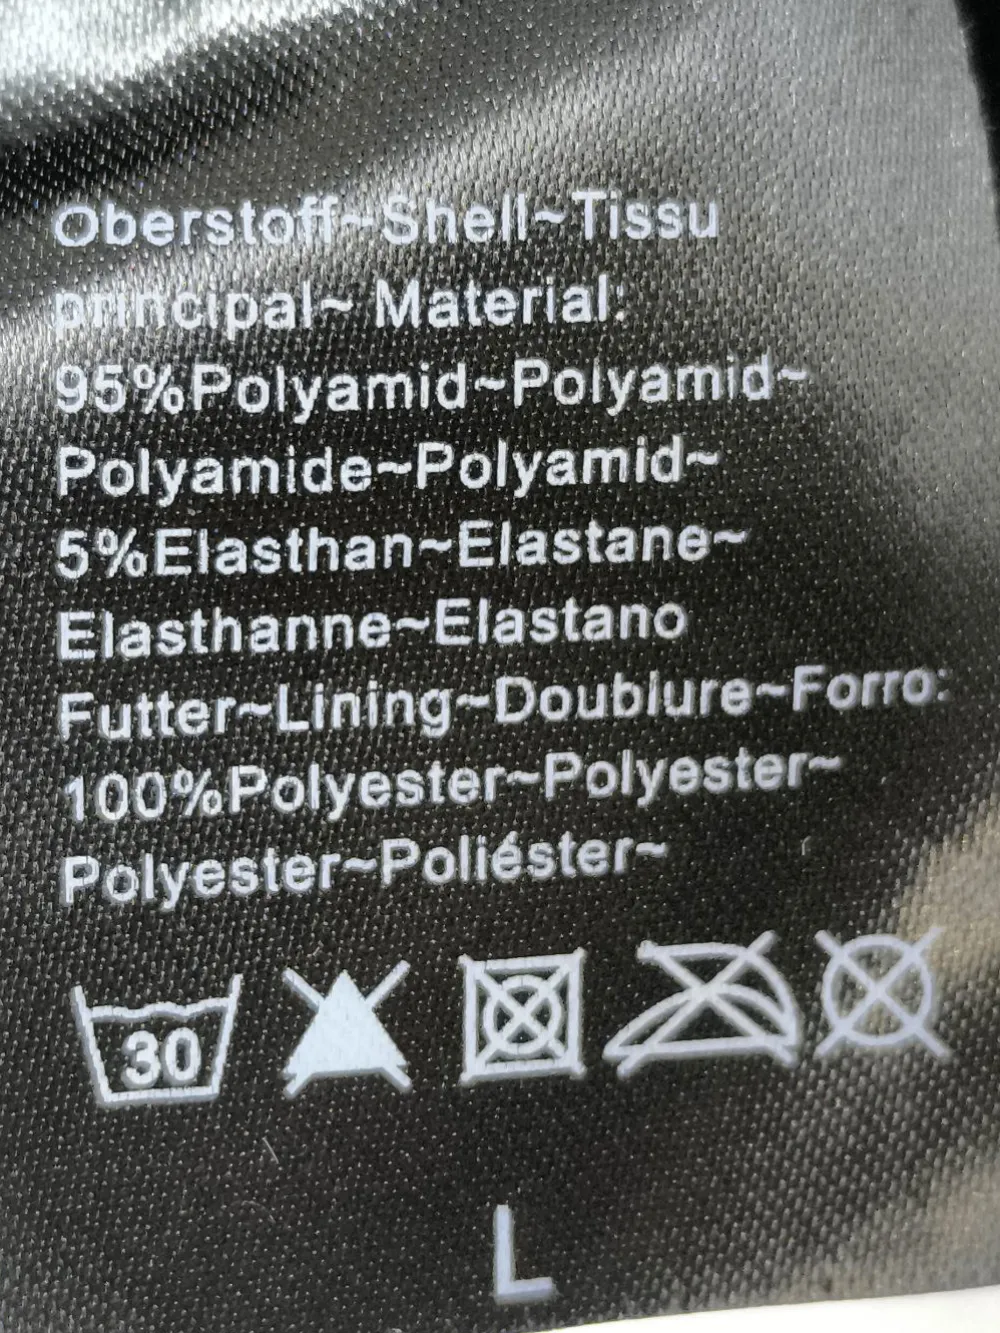 Oberstoff~Shell~Tissu
principal~ Material:
95%Polyamid~Polyamid~
Polyamide~Polyamid~
5%Elasthan~Elastane~
Elasthanne~Elastano
Futter~Lining~Doublure~Forro:
100%Polyester~Polyester~
Polyester~Poliéster~
30
L